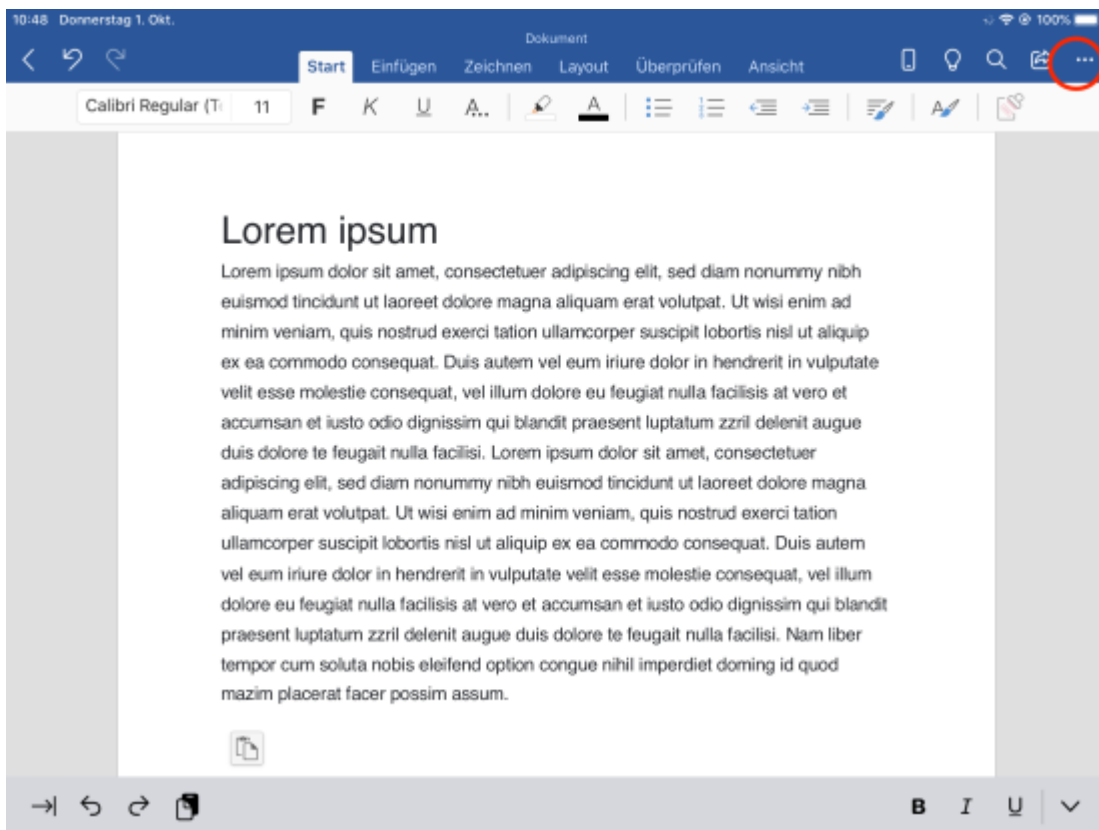 10:48 Donnerstag 1. Okt.
100%
Dokument
Start Einfügen Zeichnen Layout Überprüfen Ansicht
Calibri Regular (T 11 F K U A... A
Lorem ipsum
Lorem ipsum dolor sit amet, consectetuer adipiscing elit, sed diam nonummy nibh
euismod tincidunt ut laoreet dolore magna aliquam erat volutpat. Ut wisi enim ad
minim veniam, quis nostrud exerci tation ullamcorper suscipit lobortis nisl ut aliquip
ex ea commodo consequat. Duis autem vel eum iriure dolor in hendrerit in vulputate
velit esse molestie consequat, vel illum dolore eu feugiat nulla facilisis at vero et
accumsan et iusto odio dignissim qui blandit praesent luptatum zzril delenit augue
duis dolore te feugait nulla facilisi. Lorem ipsum dolor sit amet, consectetuer
adipiscing elit, sed diam nonummy nibh euismod tincidunt ut laoreet dolore magna
aliquam erat volutpat. Ut wisi enim ad minim veniam, quis nostrud exerci tation
ullamcorper suscipit lobortis nisl ut aliquip ex ea commodo consequat. Duis autem
vel eum iriure dolor in hendrerit in vulputate velit esse molestie consequat, vel illum
dolore eu feugiat nulla facilisis at vero et accumsan et iusto odio dignissim qui blandit
praesent luptatum zzril delenit augue duis dolore te feugait nulla facilisi. Nam liber
tempor cum soluta nobis eleifend option congue nihil imperdiet doming id quod
mazim placerat facer possim assum.
B I U